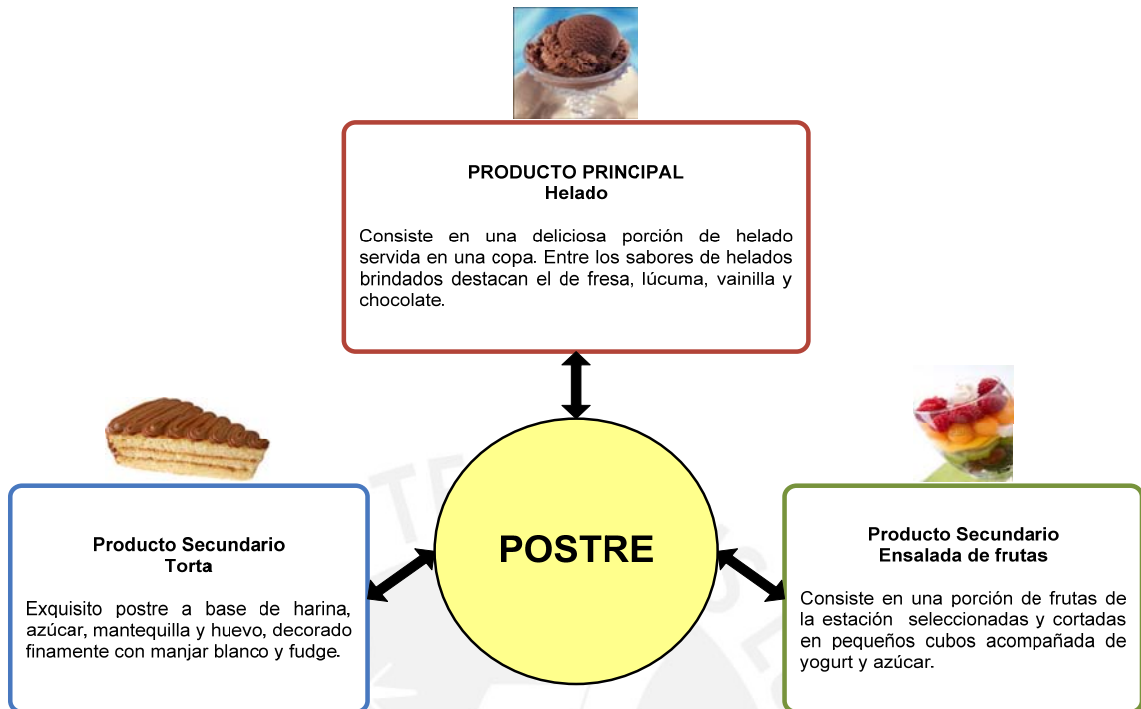 PRODUCTO PRINCIPAL
Helado
Consiste en una deliciosa porción de helado
servida en una copa. Entre los sabores de helados
brindados destacan el de fresa, lúcuma, vainilla y
chocolate.
POSTRE
Producto Secundario
Torta
Exquisito postre a base de harina,
azúcar, mantequilla y huevo, decorado
finamente con manjar blanco y fudge.
Producto Secundario
Ensalada de frutas
Consiste en una porción de frutas de
la estación seleccionadas y cortadas
en pequeños cubos acompañada de
yogurt y azúcar.